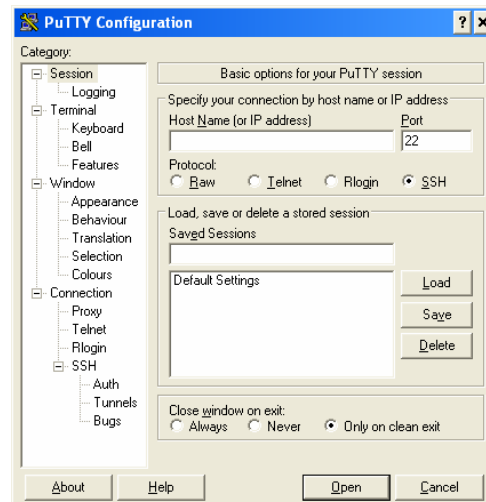 PuTTY Configuration
Category:
Session
Logging
Terminal
Keyboard
Bell
Features
Window
Appearance
Behaviour
Translation
Selection
Colours
Connection
Proxy
Telnet
Rlogin
SSH
Auth
Tunnels
Bugs
Basic options for your PuTTY session
Specify your connection by host name or IP address
Host Name (or IP address) Port
22
Protocol:
Raw Telnet Rlogin SSH
Load, save or delete a stored session
Saved Sessions
Default Settings
Load
Save
Delete
Close window on exit:
Always Never Only on clean exit
About Help Open Cancel